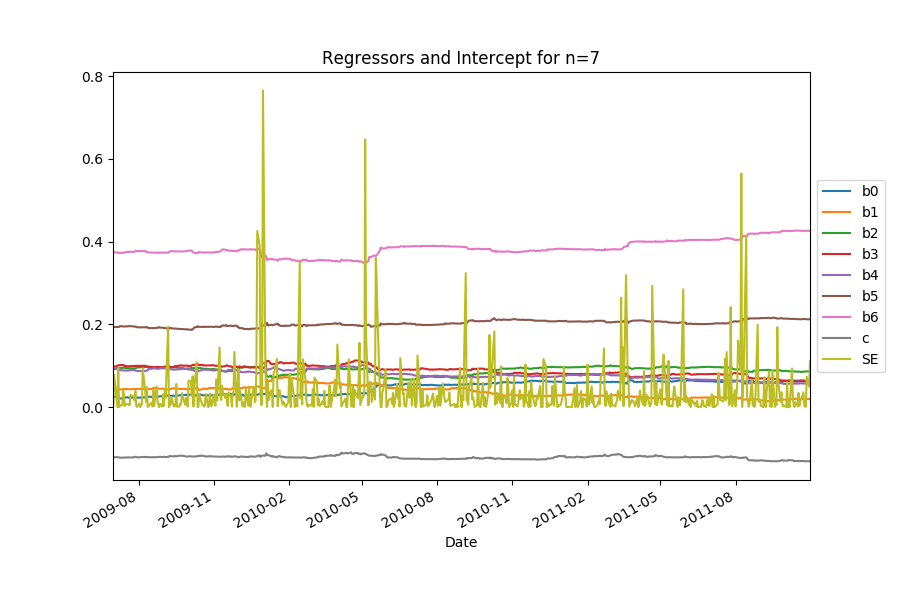 Regressors and Intercept for n=7
0.8
0.6
0.4
0.2
0.0
2009-08
2009-11
2010-02
2010-05
2010-08
2010-11
2011-02
2011-05
2011-08
Date
b0
b1
b2
b3
b4
b5
b6
c
SE